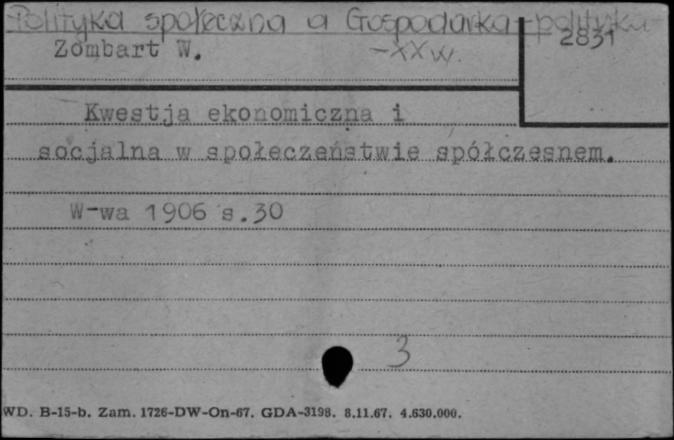 Polityka społeczna a Gospodarka - polityka
Zombart W.
- XX w.
2831
Kwestja ekonomiczna i
socjalna w społeczeństwie spółczesnem.
W-wa 1906 s.30
3
WD. B-15-b. Zam. 1726-DW-On-67. GDA-3198. 8.11.67. 4.630.000.